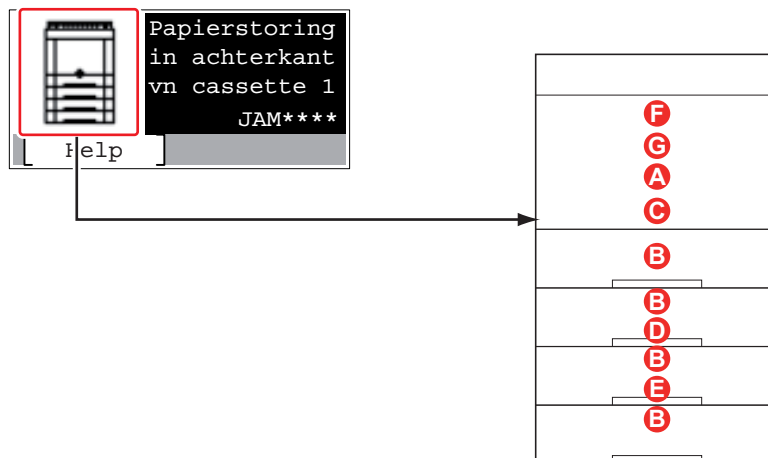 Papierstoring
in achterkant
vn cassette 1
JAM****
[ Help ]
F
G
A
C
B
B
D
B
E
B